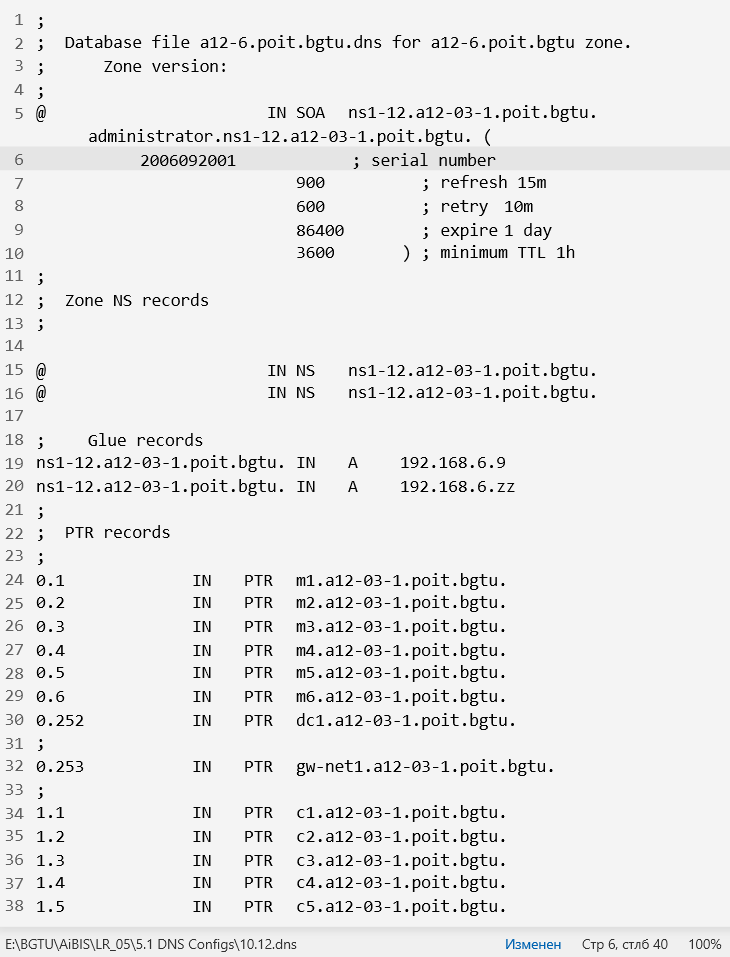 1 ;
2 ; Database file a12-6.poit.bgtu.dns for a12-6.poit.bgtu zone.
3 ; Zone version:
4 ;
5 @ IN SOA ns1-12.a12-03-1.poit.bgtu.
administrator.ns1-12.a12-03-1.poit.bgtu. (
6 2006092001 ; serial number
7 900 ; refresh 15m
8 600 ; retry 10m
9 86400 ; expire 1 day
10 3600 ) ; minimum TTL 1h
11 ;
12 ; Zone NS records
13 ;
14
15 @ IN NS ns1-12.a12-03-1.poit.bgtu.
16 @ IN NS ns1-12.a12-03-1.poit.bgtu.
17
18 ; Glue records
19 ns1-12.a12-03-1.poit.bgtu. IN A 192.168.6.9
20 ns1-12.a12-03-1.poit.bgtu. IN A 192.168.6.zz
21 ;
22 ; PTR records
23 ;
24 0.1 IN PTR m1.a12-03-1.poit.bgtu.
25 0.2 IN PTR m2.a12-03-1.poit.bgtu.
26 0.3 IN PTR m3.a12-03-1.poit.bgtu.
27 0.4 IN PTR m4.a12-03-1.poit.bgtu.
28 0.5 IN PTR m5.a12-03-1.poit.bgtu.
29 0.6 IN PTR m6.a12-03-1.poit.bgtu.
30 0.252 IN PTR dc1.a12-03-1.poit.bgtu.
31 ;
32 0.253 IN PTR gw-net1.a12-03-1.poit.bgtu.
33 ;
34 1.1 IN PTR c1.a12-03-1.poit.bgtu.
35 1.2 IN PTR c2.a12-03-1.poit.bgtu.
36 1.3 IN PTR c3.a12-03-1.poit.bgtu.
37 1.4 IN PTR c4.a12-03-1.poit.bgtu.
38 1.5 IN PTR c5.a12-03-1.poit.bgtu.
E:\BGTU\AiBIS\LR_05\5.1 DNS Configs\10.12.dns Изменен Стр 6, стлб 40 100%